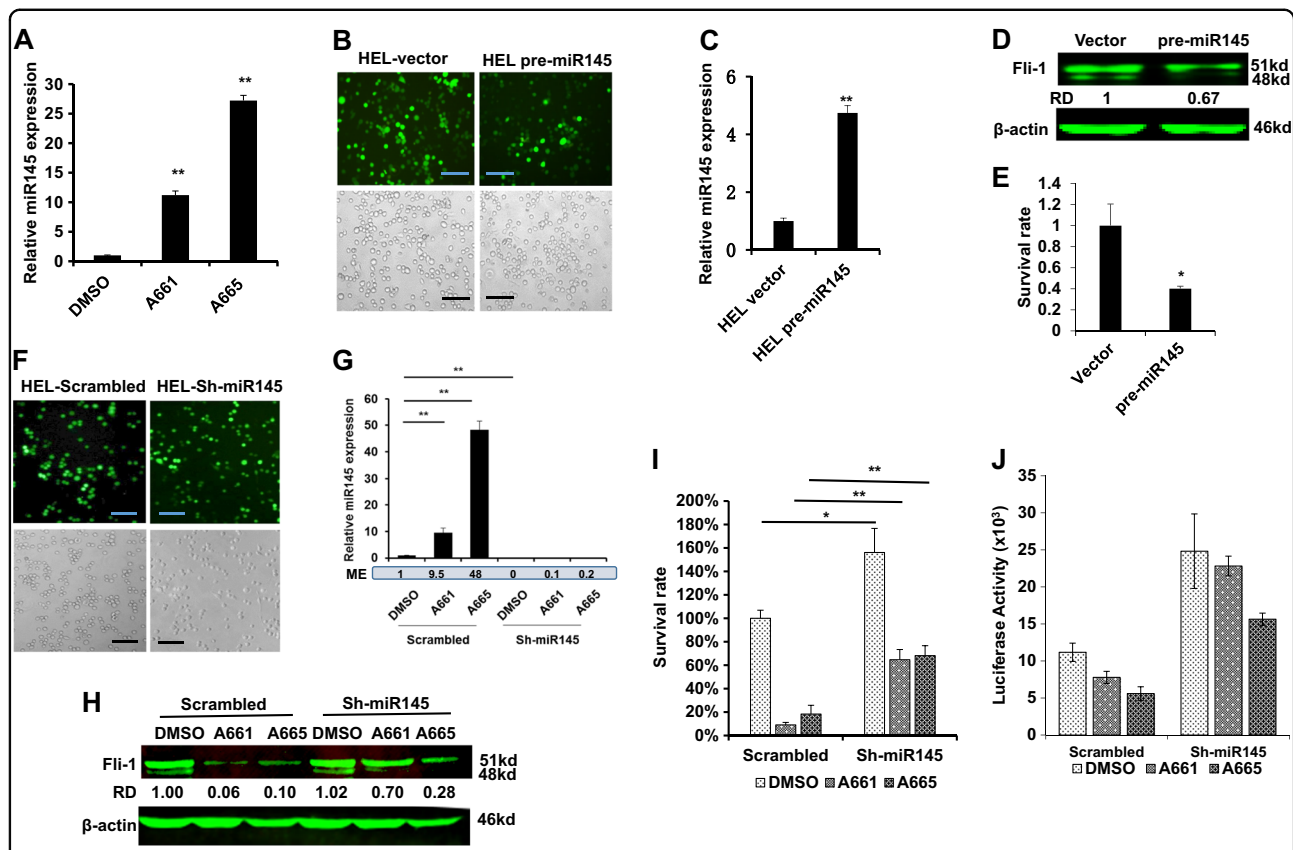 A
Relative miR145 expression
30
25
20
15
10
5
0
**
**
DMSO
A661
A665
B
HEL-vector
HEL pre-miR145
C
Relative miR145 expression
6
4
2
0
**
HEL vector
HEL pre-miR145
D
Vector
pre-miR145
Fli-1
51kd
48kd
RD
1
0.67
β-actin
46kd
E
Survival rate
1.4
1.2
1
0.8
0.6
0.4
0.2
0
*
Vector
pre-miR145
F
HEL-Scrambled
HEL-Sh-miR145
G
Relative miR145 expression
60
50
40
30
20
10
0
**
**
**
ME
1
9.5
48
0
0.1
0.2
DMSO
A661
A665
DMSO
A661
A665
Scrambled
Sh-miR145
H
Scrambled
Sh-miR145
DMSO A661 A665 DMSO A661 A665
Fli-1
51kd
48kd
RD
1.00 0.06 0.10 1.02 0.70 0.28
β-actin
46kd
I
Survival rate
200%
180%
160%
140%
120%
100%
80%
60%
40%
20%
0%
**
**
*
Scrambled
Sh-miR145
DMSO A661 A665
J
Luciferase Activity (x10³)
35
30
25
20
15
10
5
0
Scrambled
Sh-miR145
DMSO A661 A665